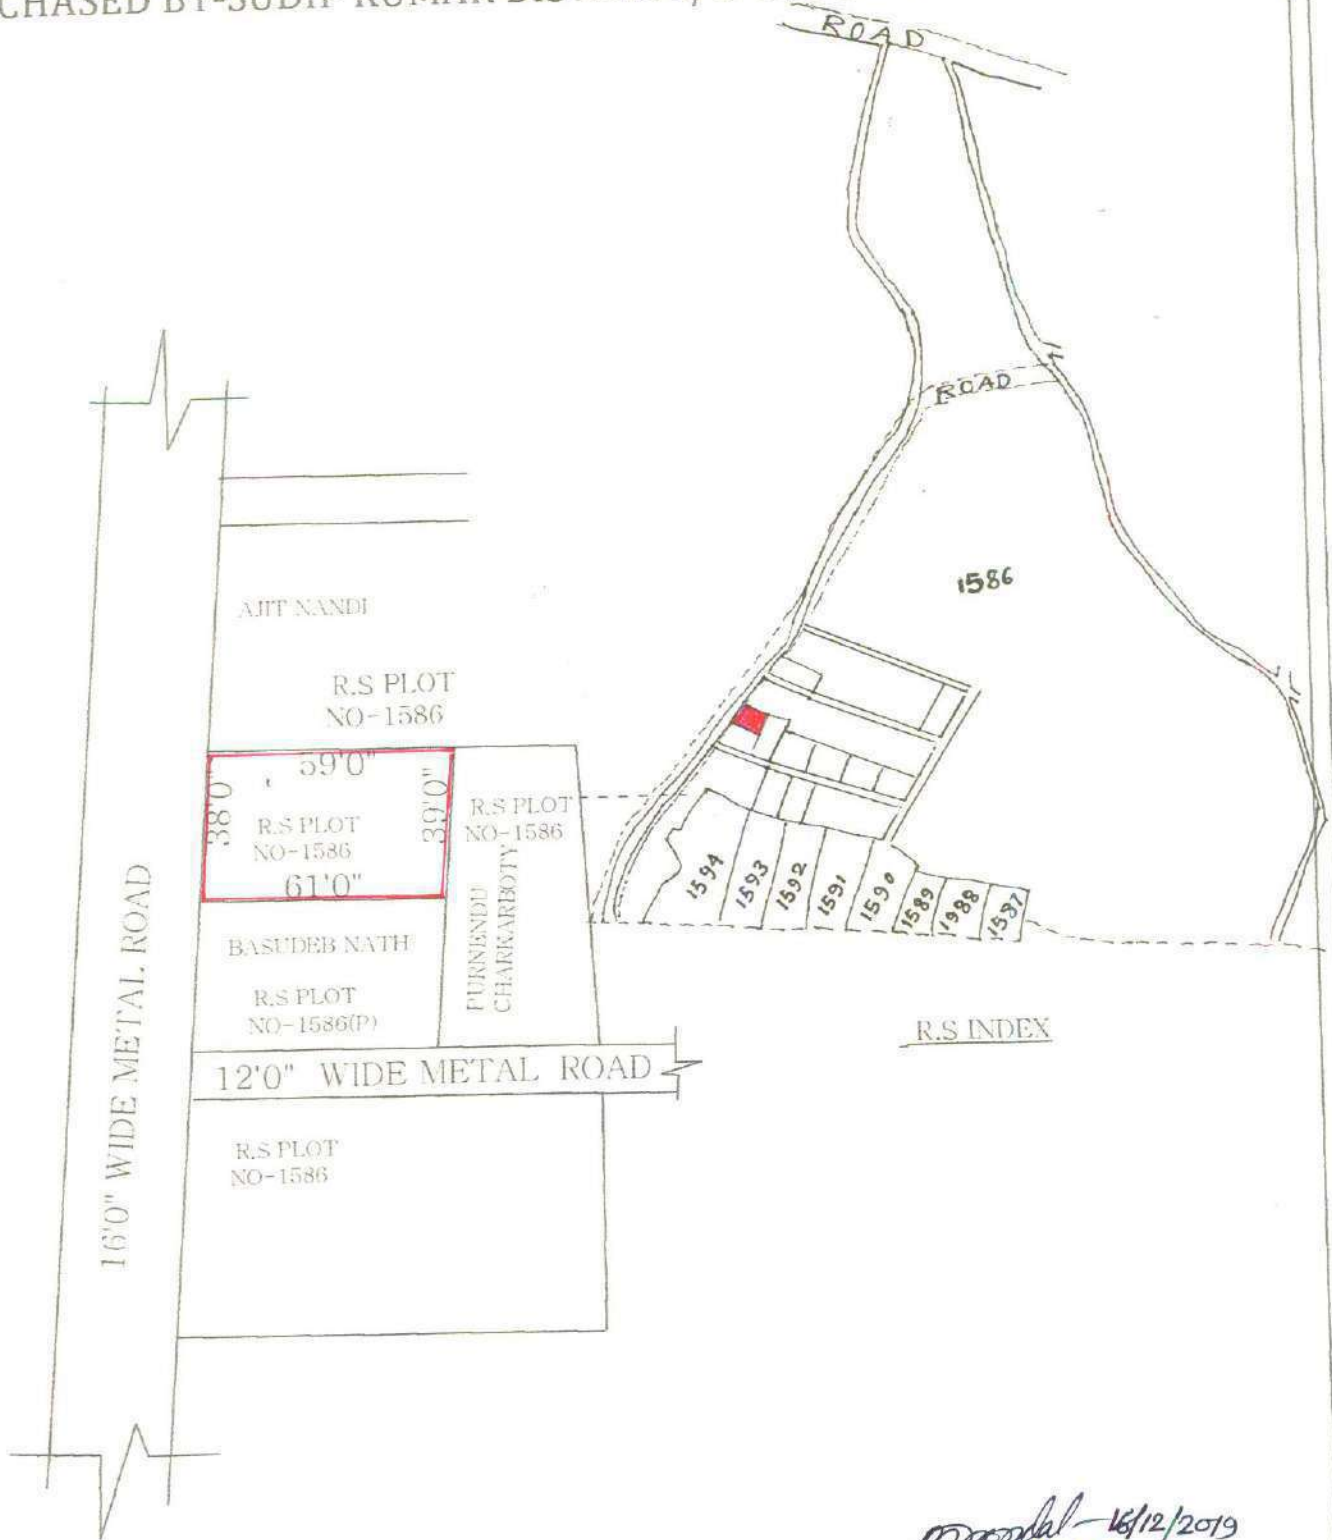 CHASED BY-SUDIP KUMAR
ROAD
ROAD
1586
AJIT NANDI
R.S PLOT
NO-1586
59'0"
38'0"
39'0"
R.S PLOT
NO-1586
61'0"
R.S PLOT
NO-1586
PURNENDU
CHARKARBOTY
BASUDEB NATH
R.S PLOT
NO-1586(P)
16'0" WIDE METAL ROAD
12'0" WIDE METAL ROAD
R.S PLOT
NO-1586
1594
1593
1592
1591
1590
1589
1988
1587
R.S INDEX
16/12/2019